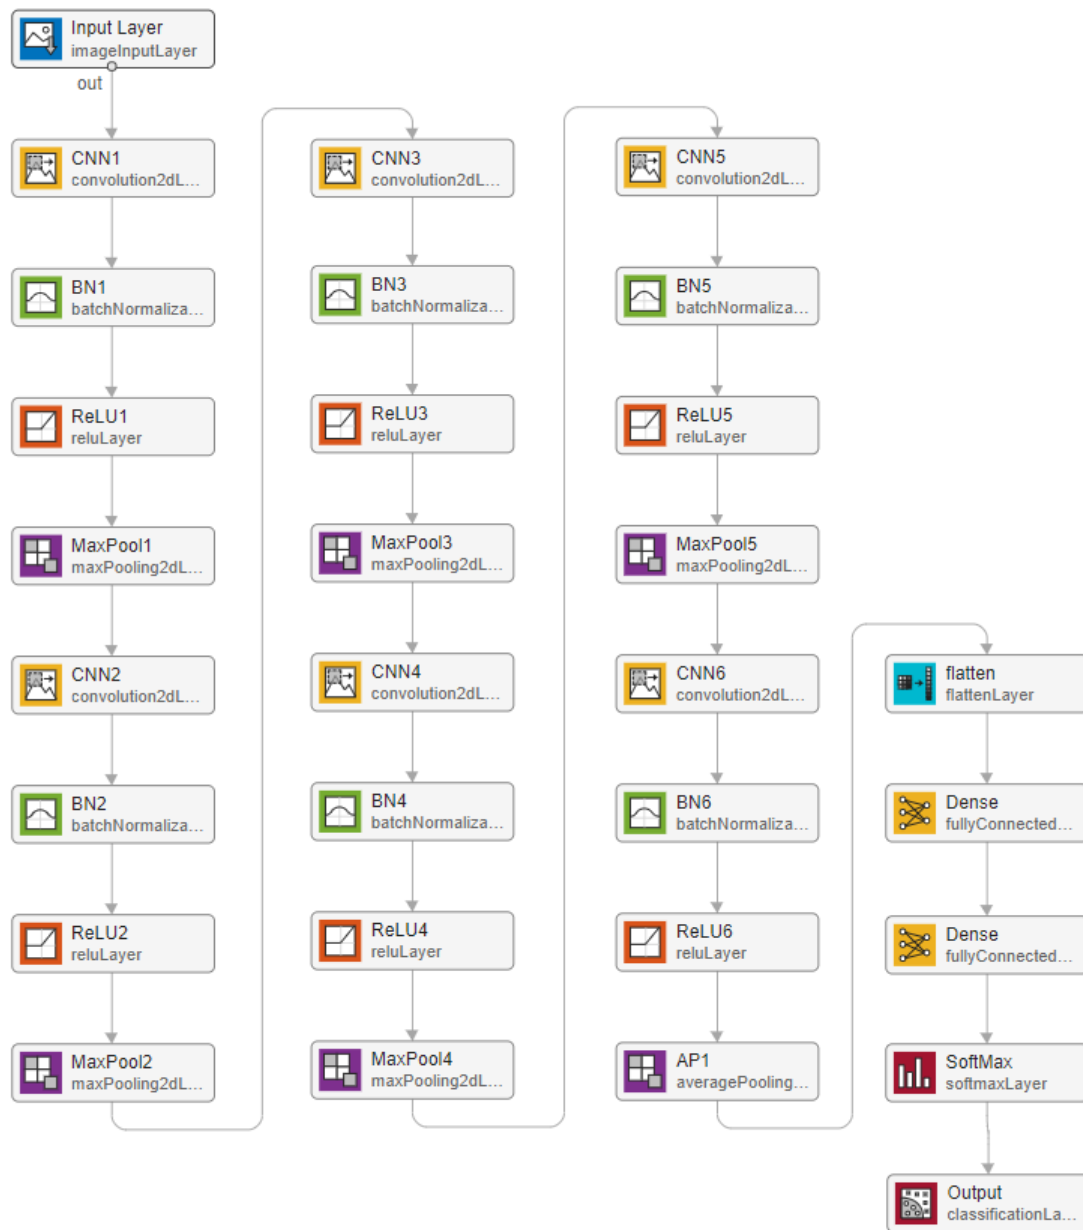 Input Layer
imageInputLayer
out
CNN1
convolution2dL...
BN1
batchNormaliza...
ReLU1
reluLayer
MaxPool1
maxPooling2dL...
CNN2
convolution2dL...
BN2
batchNormaliza...
ReLU2
reluLayer
MaxPool2
maxPooling2dL...
CNN3
convolution2dL...
BN3
batchNormaliza...
ReLU3
reluLayer
MaxPool3
maxPooling2dL...
CNN4
convolution2dL...
BN4
batchNormaliza...
ReLU4
reluLayer
MaxPool4
maxPooling2dL...
CNN5
convolution2dL...
BN5
batchNormaliza...
ReLU5
reluLayer
MaxPool5
maxPooling2dL...
CNN6
convolution2dL...
BN6
batchNormaliza...
ReLU6
reluLayer
AP1
averagePooling...
flatten
flattenLayer
Dense
fullyConnected...
Dense
fullyConnected...
SoftMax
softmaxLayer
Output
classificationLa...